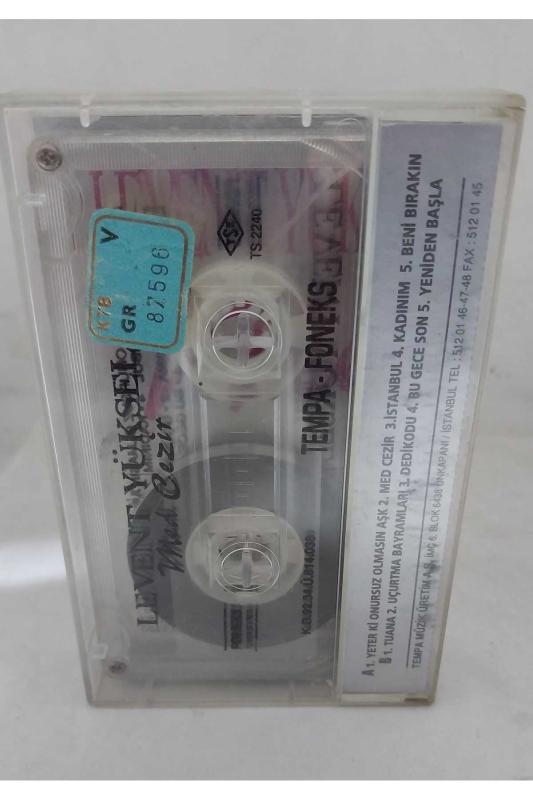 LEVENT YÜKSEL
Med Cezir
K7B
V
GR
87596
TSE
TS 2240
TEMPA - FONEKS
A 1. YETER Kİ ONURSUZ OLMASIN AŞK 2. MED CEZİR 3.İSTANBUL 4. KADINIM 5. BENİ BIRAKIN
B 1. TUANA 2. UÇURTMA BAYRAMLARI 3. DEDİKODU 4. BU GECE SON 5. YENİDEN BAŞLA
TEMPA MÜZİK ÜRETİM A.Ş. İMÇ 6. BLOK 6438 UNKAPANI / İSTANBUL TEL : 512 01 46-47-48 FAX : 512 01 45